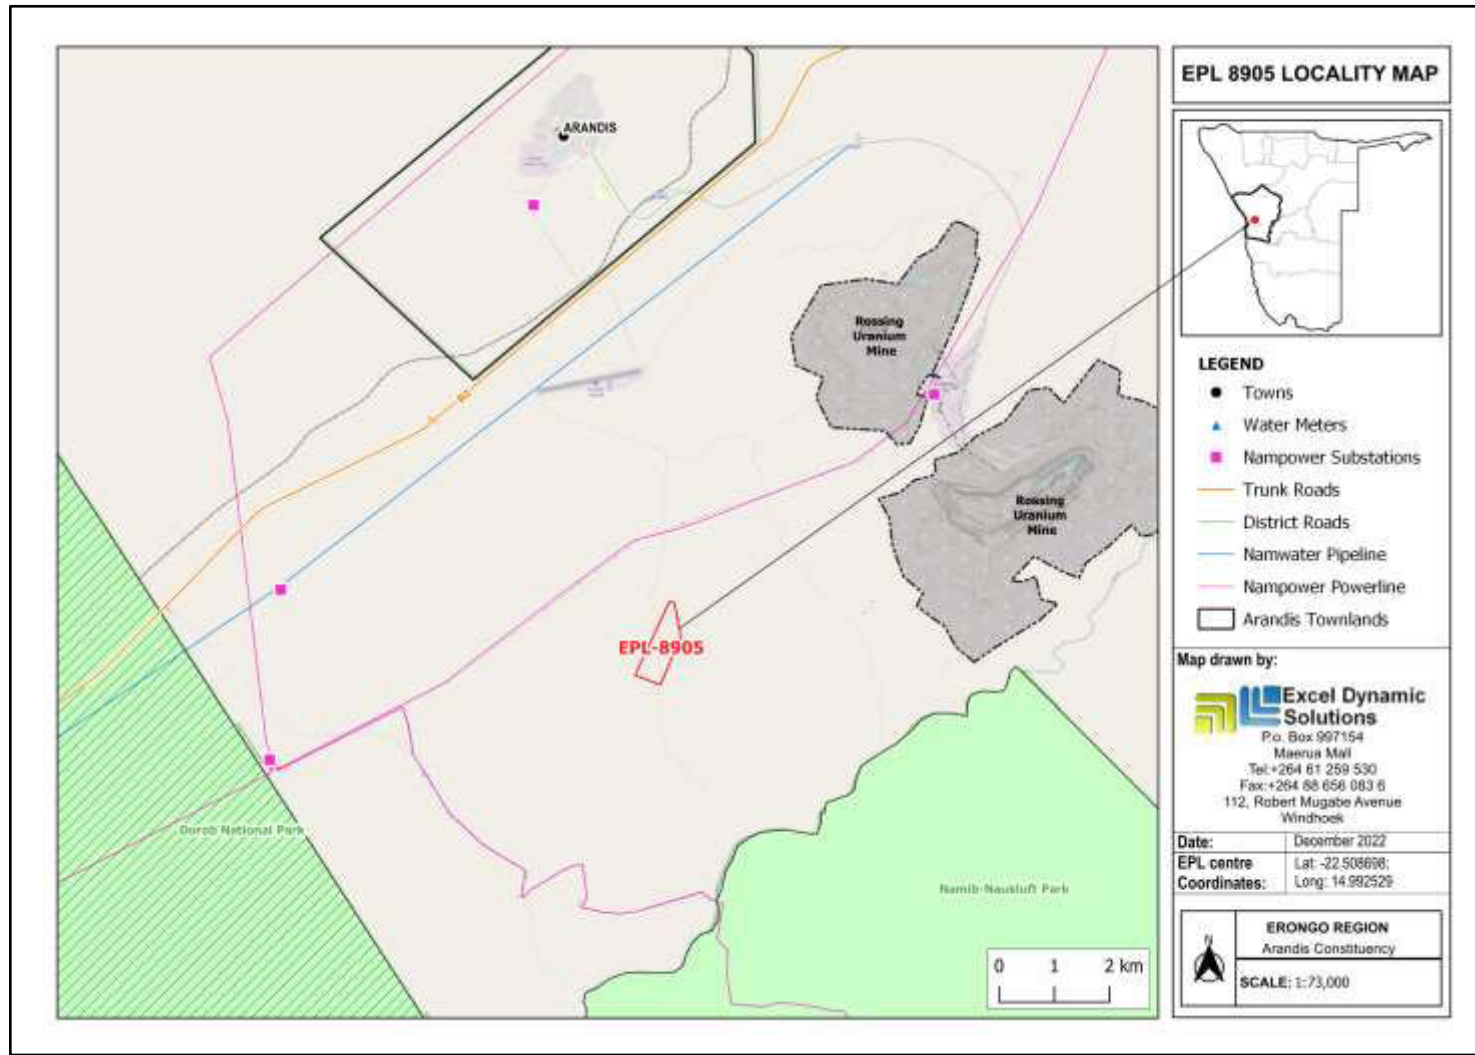 EPL 8905 LOCALITY MAP
ARANDIS
Rossing
Uranium
Mine
Rossing
Uranium
Mine
EPL-8905
Dorob National Park
Namib-Naukluft Park
0 1 2 km
LEGEND
Towns
Water Meters
Nampower Substations
Trunk Roads
District Roads
Namwater Pipeline
Nampower Powerline
Arandis Townlands
Map drawn by:
Excel Dynamic
Solutions
P.o. Box 997154
Maerua Mall
Tel:+264 61 259 530
Fax:+264 88 656 083 6
112, Robert Mugabe Avenue
Windhoek
Date: December 2022
EPL centre Lat: -22.508698;
Coordinates: Long: 14.992529
N
ERONGO REGION
Arandis Constituency
SCALE: 1:73,000